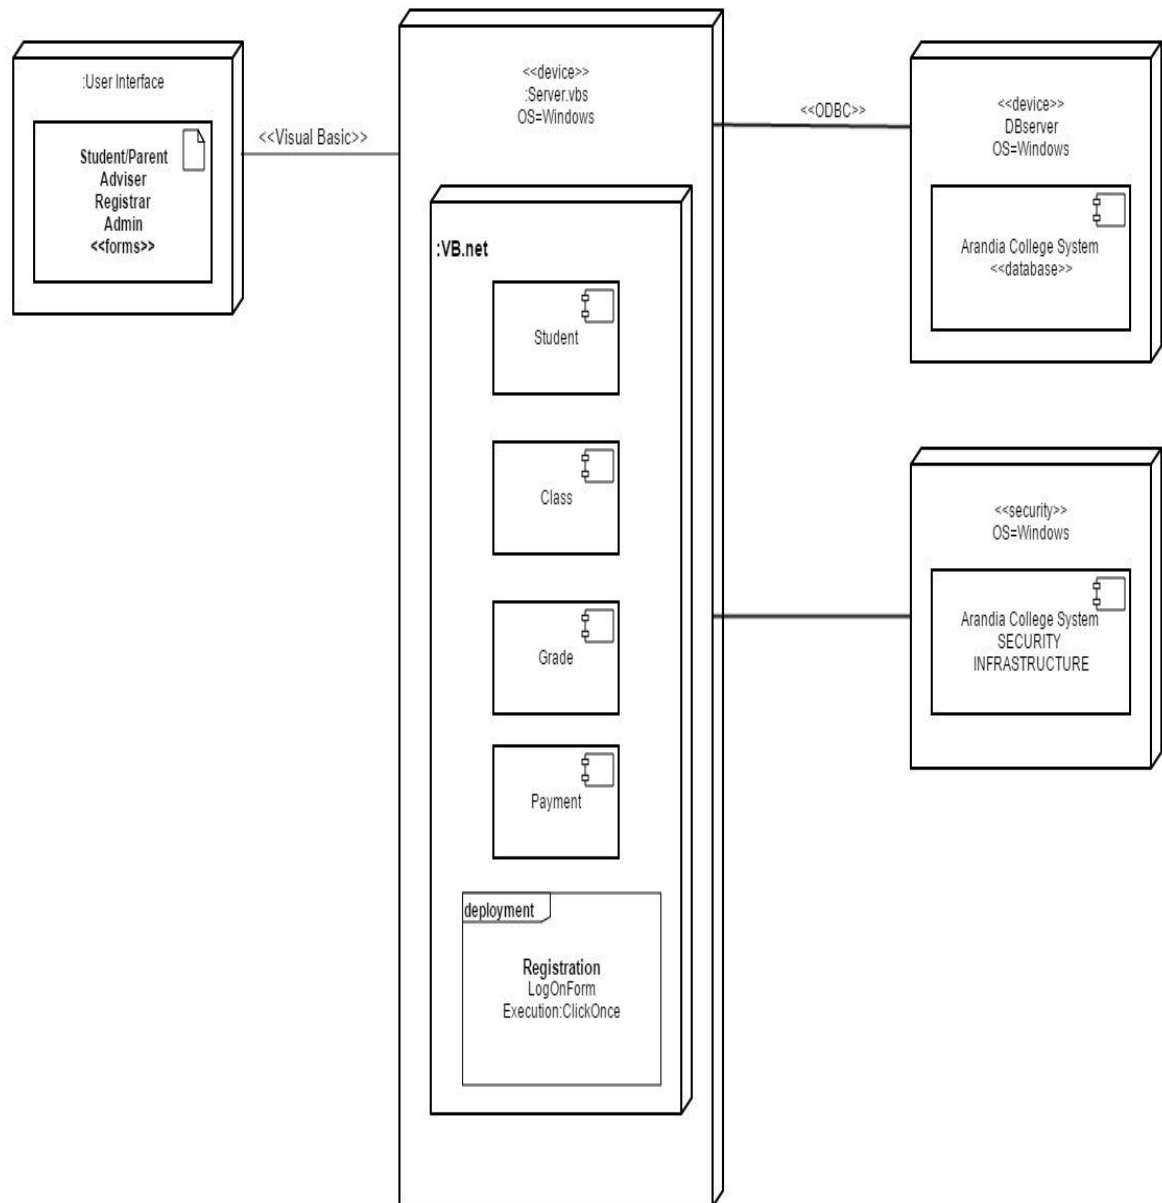 :User Interface
Student/Parent
Adviser
Registrar
Admin
<<forms>>
<<Visual Basic>>
<<device>>
:Server.vbs
OS=Windows
:VB.net
Student
Class
Grade
Payment
deployment
Registration
LogOnForm
Execution:ClickOnce
<<ODBC>>
<<device>>
DBserver
OS=Windows
Arandia College System
<<database>>
<<security>>
OS=Windows
Arandia College System
SECURITY
INFRASTRUCTURE